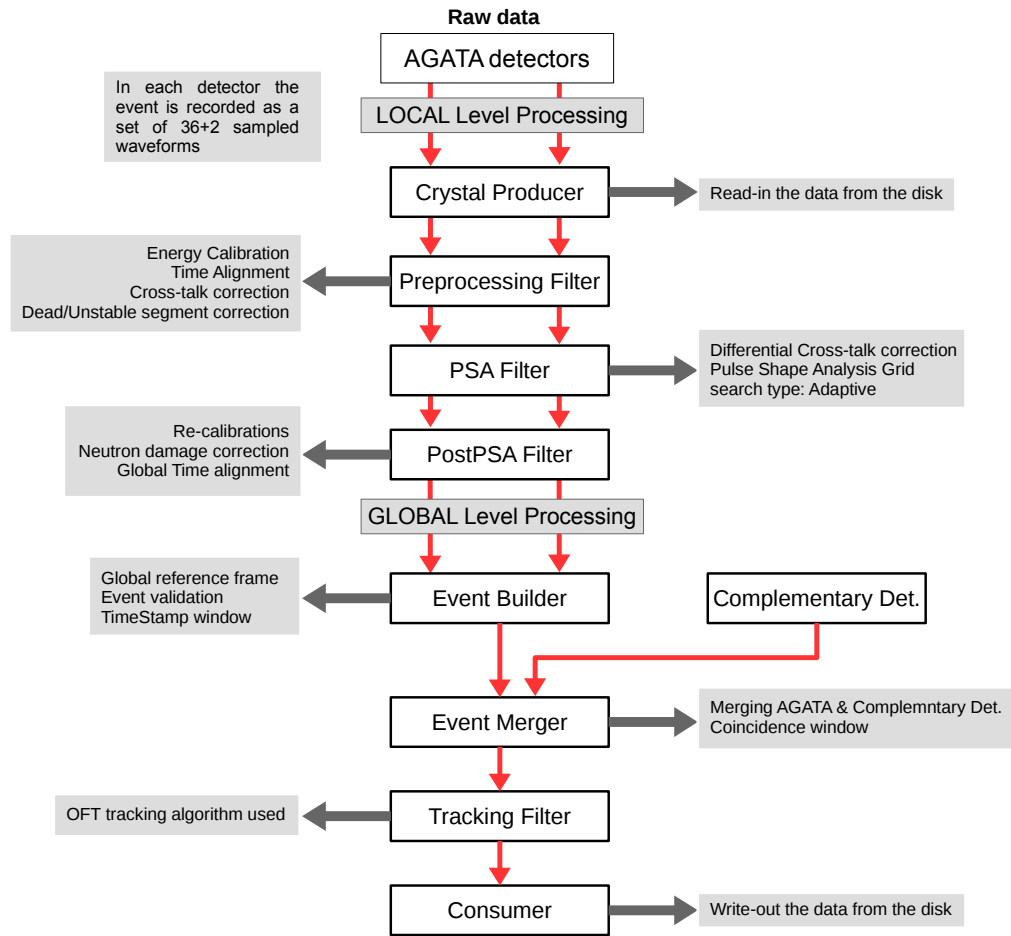 Raw data
AGATA detectors
In each detector the
event is recorded as a
set of 36+2 sampled
waveforms
LOCAL Level Processing
Crystal Producer
Read-in the data from the disk
Energy Calibration
Time Alignment
Cross-talk correction
Dead/Unstable segment correction
Preprocessing Filter
PSA Filter
Differential Cross-talk correction
Pulse Shape Analysis Grid
search type: Adaptive
Re-calibrations
Neutron damage correction
Global Time alignment
PostPSA Filter
GLOBAL Level Processing
Global reference frame
Event validation
TimeStamp window
Event Builder
Complementary Det.
Event Merger
Merging AGATA & Complemntary Det.
Coincidence window
OFT tracking algorithm used
Tracking Filter
Consumer
Write-out the data from the disk